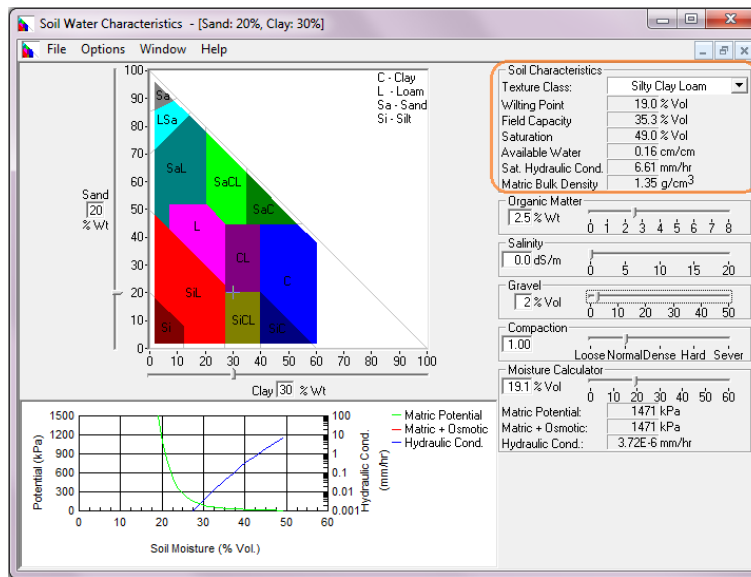 Soil Water Characteristics - [Sand: 20%, Clay: 30%]
File Options Window Help
C - Clay
L - Loam
Sa - Sand
Si - Silt
Sand
20
% Wt
100
90
80
70
60
50
40
30
20
10
0
Sa
LSa
SaL
SaCL
SaC
L
CL
C
SiL
SiCL
SiC
Si
0 10 20 30 40 50 60 70 80 90 100
Clay 30 % Wt
Soil Characteristics
Texture Class: Silty Clay Loam
Wilting Point 19.0 % Vol
Field Capacity 35.3 % Vol
Saturation 49.0 % Vol
Available Water 0.16 cm/cm
Sat. Hydraulic Cond. 6.61 mm/hr
Matric Bulk Density 1.35 g/cm3
Organic Matter
2.5 % Wt
0 1 2 3 4 5 6 7 8
Salinity
0.0 dS/m
0 5 10 15 20
Gravel
2 % Vol
0 10 20 30 40 50
Compaction
1.00
Loose Normal Dense Hard Sever
Moisture Calculator
19.1 % Vol
0 10 20 30 40 50 60
Matric Potential: 1471 kPa
Matric + Osmotic: 1471 kPa
Hydraulic Cond.: 3.72E-6 mm/hr
Potential (kPa)
1500
1200
900
600
300
0
0 10 20 30 40 50 60
Soil Moisture (% Vol.)
100
10
1
0.1
0.01
0.001
Hydraulic Cond.
(mm/hr)
Matric Potential
Matric + Osmotic
Hydraulic Cond.